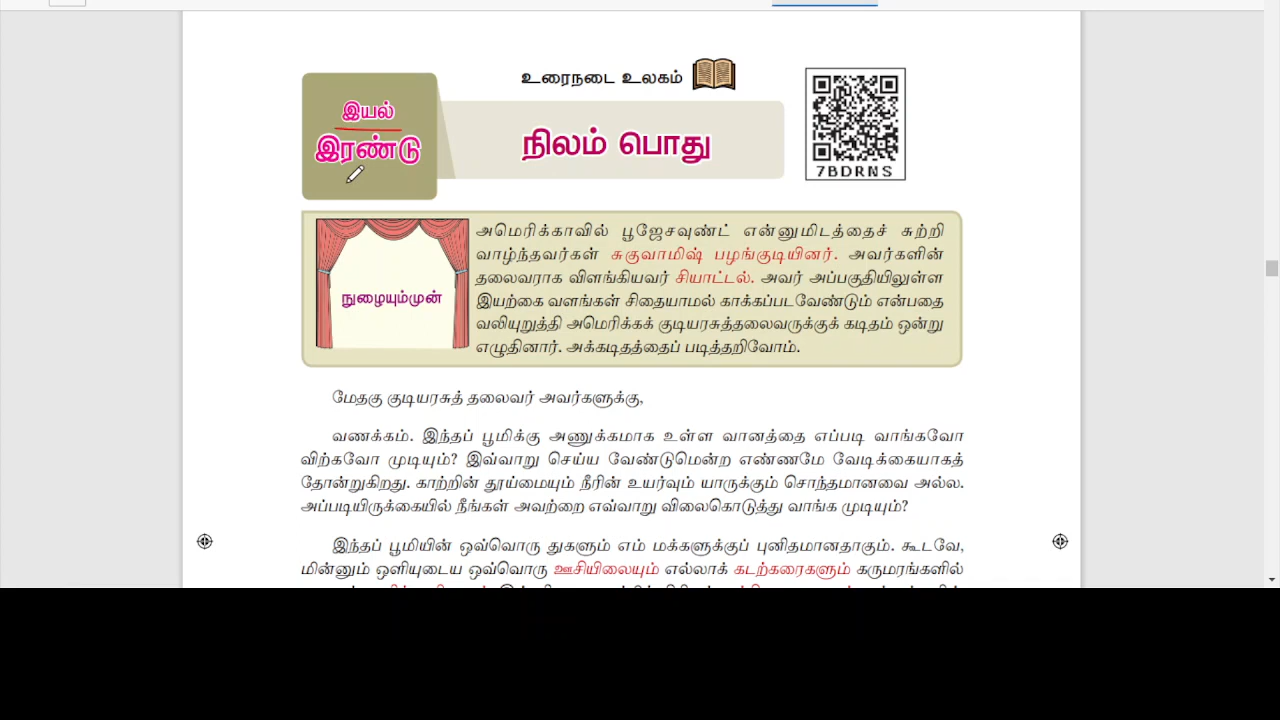 உரைநடை உலகம்
இயல்
இரண்டு
நிலம் பொது
7BDRNS
நுழையும்முன்
அமெரிக்காவில் பூஜேசவுண்ட் என்னுமிடத்தைச் சுற்றி
வாழ்ந்தவர்கள் சுகுவாமிஷ் பழங்குடியினர். அவர்களின்
தலைவராக விளங்கியவர் சியாட்டல். அவர் அப்பகுதியிலுள்ள
இயற்கை வளங்கள் சிதையாமல் காக்கப்படவேண்டும் என்பதை
வலியுறுத்தி அமெரிக்கக் குடியரசுத்தலைவருக்குக் கடிதம் ஒன்று
எழுதினார். அக்கடிதத்தைப் படித்தறிவோம்.
மேதகு குடியரசுத் தலைவர் அவர்களுக்கு,
வணக்கம். இந்தப் பூமிக்கு அணுக்கமாக உள்ள வானத்தை எப்படி வாங்கவோ
விற்கவோ முடியும்? இவ்வாறு செய்ய வேண்டுமென்ற எண்ணமே வேடிக்கையாகத்
தோன்றுகிறது. காற்றின் தூய்மையும் நீரின் உயர்வும் யாருக்கும் சொந்தமானவை அல்ல.
அப்படியிருக்கையில் நீங்கள் அவற்றை எவ்வாறு விலைகொடுத்து வாங்க முடியும்?
இந்தப் பூமியின் ஒவ்வொரு துகளும் எம் மக்களுக்குப் புனிதமானதாகும். கூடவே,
மின்னும் ஒளியுடைய ஒவ்வொரு ஊசியிலையும் எல்லாக் கடற்கரைகளும் கருமரங்களில்